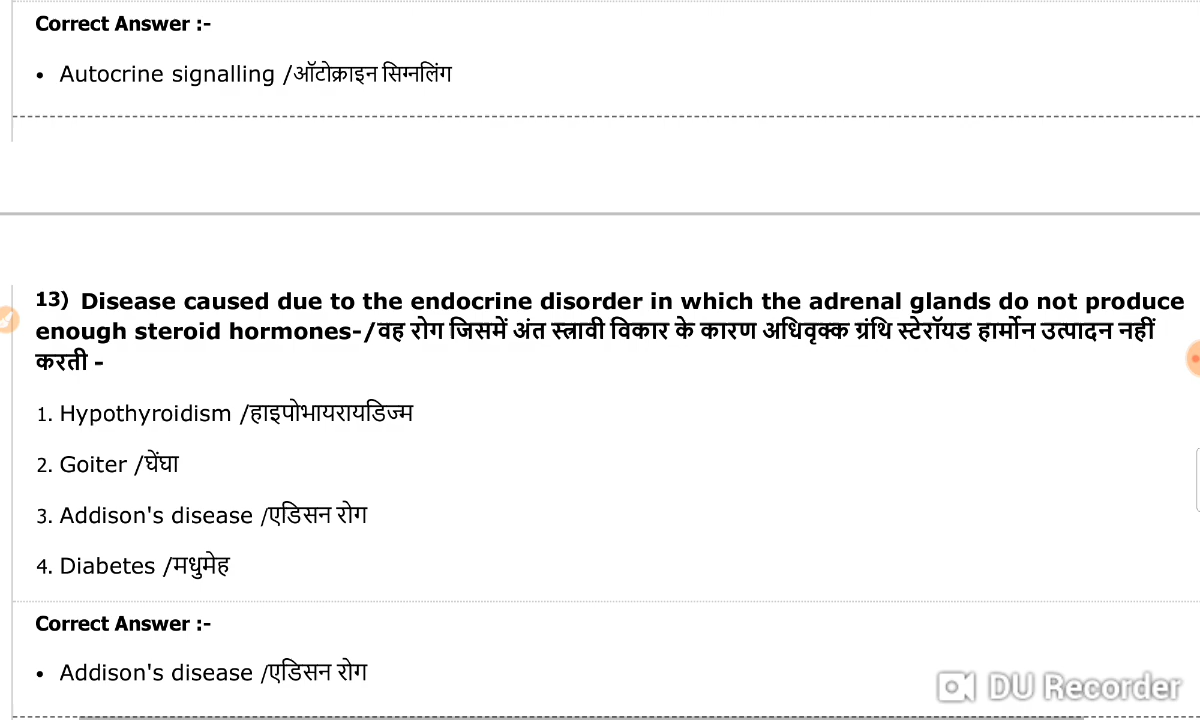 Correct Answer :-
• Autocrine signalling /ऑटोक्राइन सिग्नलिंग
13) Disease caused due to the endocrine disorder in which the adrenal glands do not produce
enough steroid hormones-/वह रोग जिसमें अंत स्त्रावी विकार के कारण अधिवृक्क ग्रंथि स्टेरॉयड हार्मोन उत्पादन नहीं
करती -
1. Hypothyroidism /हाइपोभायरायडिज्म
2. Goiter /घेंघा
3. Addison's disease /एडिसन रोग
4. Diabetes /मधुमेह
Correct Answer :-
• Addison's disease /एडिसन रोग
DU Recorder